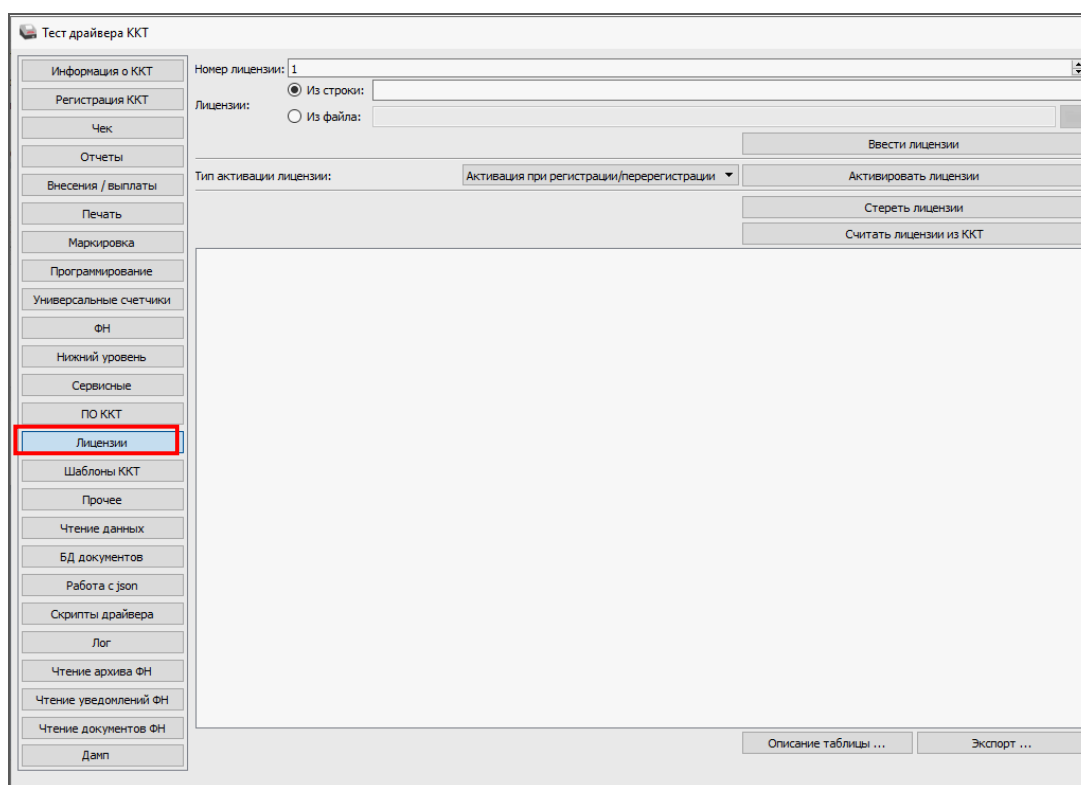 Тест драйвера ККТ
Информация о ККТ
Регистрация ККТ
Чек
Отчеты
Внесения / выплаты
Печать
Маркировка
Программирование
Универсальные счетчики
ФН
Нижний уровень
Сервисные
ПО ККТ
Лицензии
Шаблоны ККТ
Прочее
Чтение данных
БД документов
Работа с json
Скрипты драйвера
Лог
Чтение архива ФН
Чтение уведомлений ФН
Чтение документов ФН
Дамп
Номер лицензии: 1
Лицензии:
Из строки:
Из файла:
Ввести лицензии
Тип активации лицензии: Активация при регистрации/перерегистрации Активировать лицензии
Стереть лицензии
Считать лицензии из ККТ
Описание таблицы ... Экспорт ...